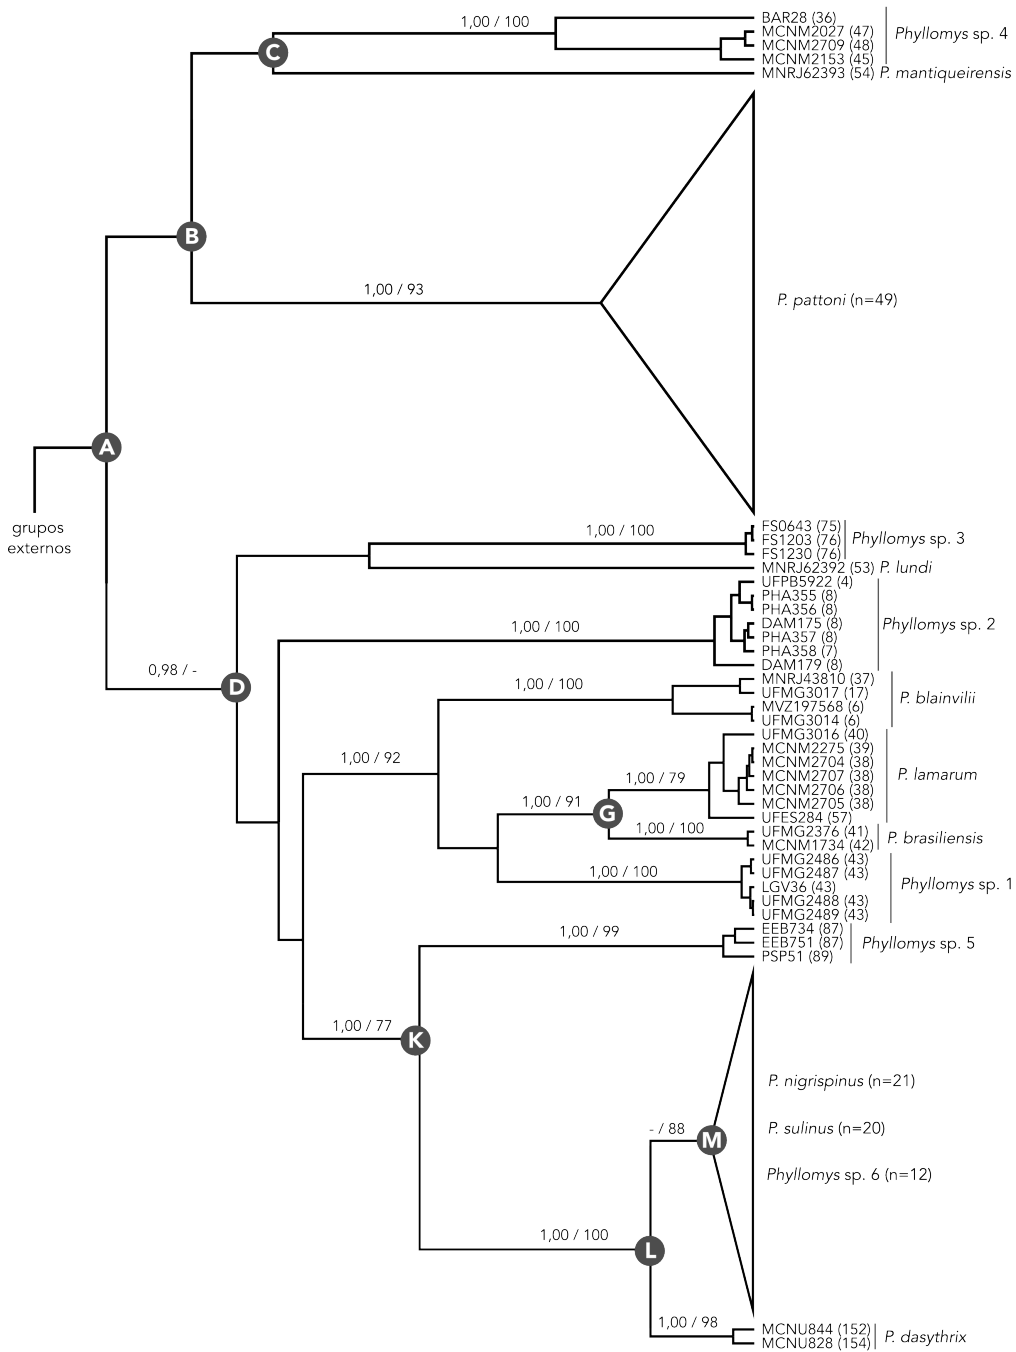 1,00 / 100
BAR28 (36)
MCNM2027 (47)
MCNM2709 (48)
MCNM2153 (45)
Phyllomys sp. 4
C
MNRJ62393 (54) P. mantiqueirensis
B
1,00 / 93
P. pattoni (n=49)
A
grupos
externos
1,00 / 100
FS0643 (75)
FS1203 (76)
FS1230 (76)
Phyllomys sp. 3
MNRJ62392 (53) P. lundi
UFPB5922 (4)
PHA355 (8)
PHA356 (8)
DAM175 (8)
PHA357 (8)
PHA358 (7)
DAM179 (8)
Phyllomys sp. 2
1,00 / 100
0,98 / -
D
1,00 / 100
MNRJ43810 (37)
UFMG3017 (17)
MVZ197568 (6)
UFMG3014 (6)
P. blainvilii
1,00 / 92
UFMG3016 (40)
MCNM2275 (39)
MCNM2704 (38)
MCNM2707 (38)
MCNM2706 (38)
MCNM2705 (38)
UFES284 (57)
P. lamarum
1,00 / 79
1,00 / 91
G
1,00 / 100
UFMG2376 (41)
MCNM1734 (42)
P. brasiliensis
1,00 / 100
UFMG2486 (43)
UFMG2487 (43)
LGV36 (43)
UFMG2488 (43)
UFMG2489 (43)
Phyllomys sp. 1
1,00 / 99
EEB734 (87)
EEB751 (87)
PSP51 (89)
Phyllomys sp. 5
1,00 / 77
K
P. nigrispinus (n=21)
P. sulinus (n=20)
Phyllomys sp. 6 (n=12)
- / 88
M
1,00 / 100
L
1,00 / 98
MCNU844 (152)
MCNU828 (154)
P. dasythrix